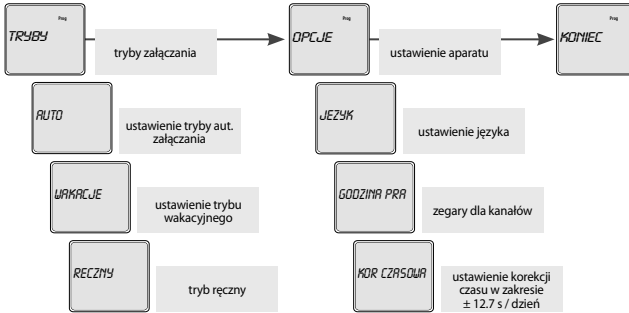 Prog
TRYBY
tryby załączania
Prog
OPCJE
ustawienie aparatu
Prog
KONIEC
AUTO
ustawienie tryby aut.
załączania
JEZYK
ustawienie języka
WAKACJE
ustawienie trybu
wakacyjnego
GODZINA PRA
zegary dla kanałów
RECZNY
tryb ręczny
KOR CZASOWA
ustawienie korekcji
czasu w zakresie
± 12.7 s / dzień